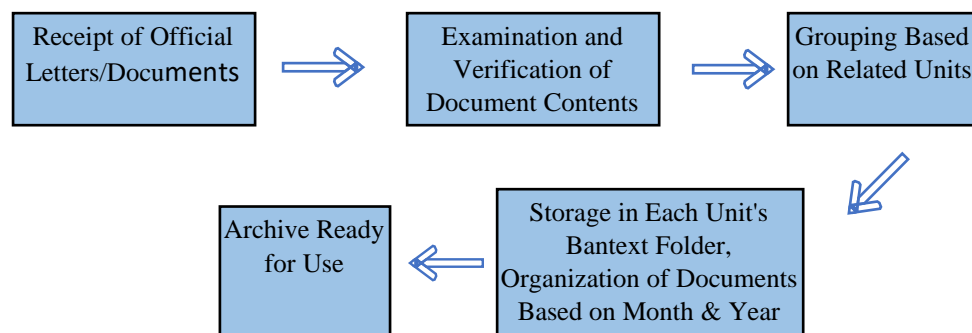 Receipt of Official
Letters/Documents
Examination and
Verification of
Document Contents
Grouping Based
on Related Units
Storage in Each Unit's
Bantext Folder,
Organization of Documents
Based on Month & Year
Archive Ready
for Use